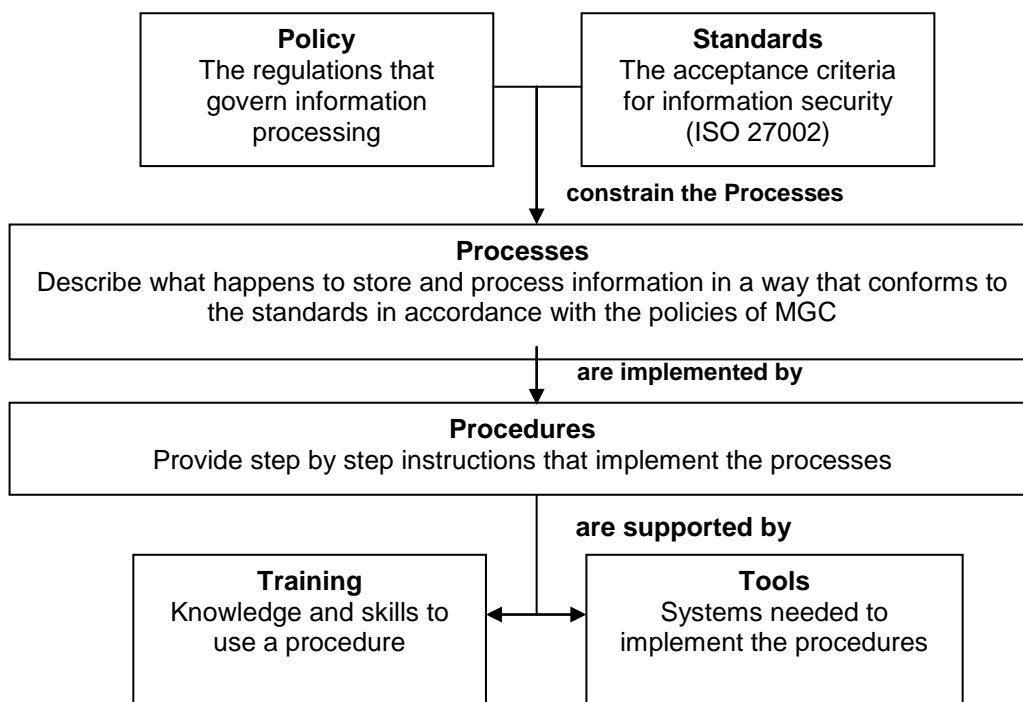 Policy
The regulations that
govern information
processing
Standards
The acceptance criteria
for information security
(ISO 27002)
constrain the Processes
Processes
Describe what happens to store and process information in a way that conforms to
the standards in accordance with the policies of MGC
are implemented by
Procedures
Provide step by step instructions that implement the processes
are supported by
Training
Knowledge and skills to
use a procedure
Tools
Systems needed to
implement the procedures